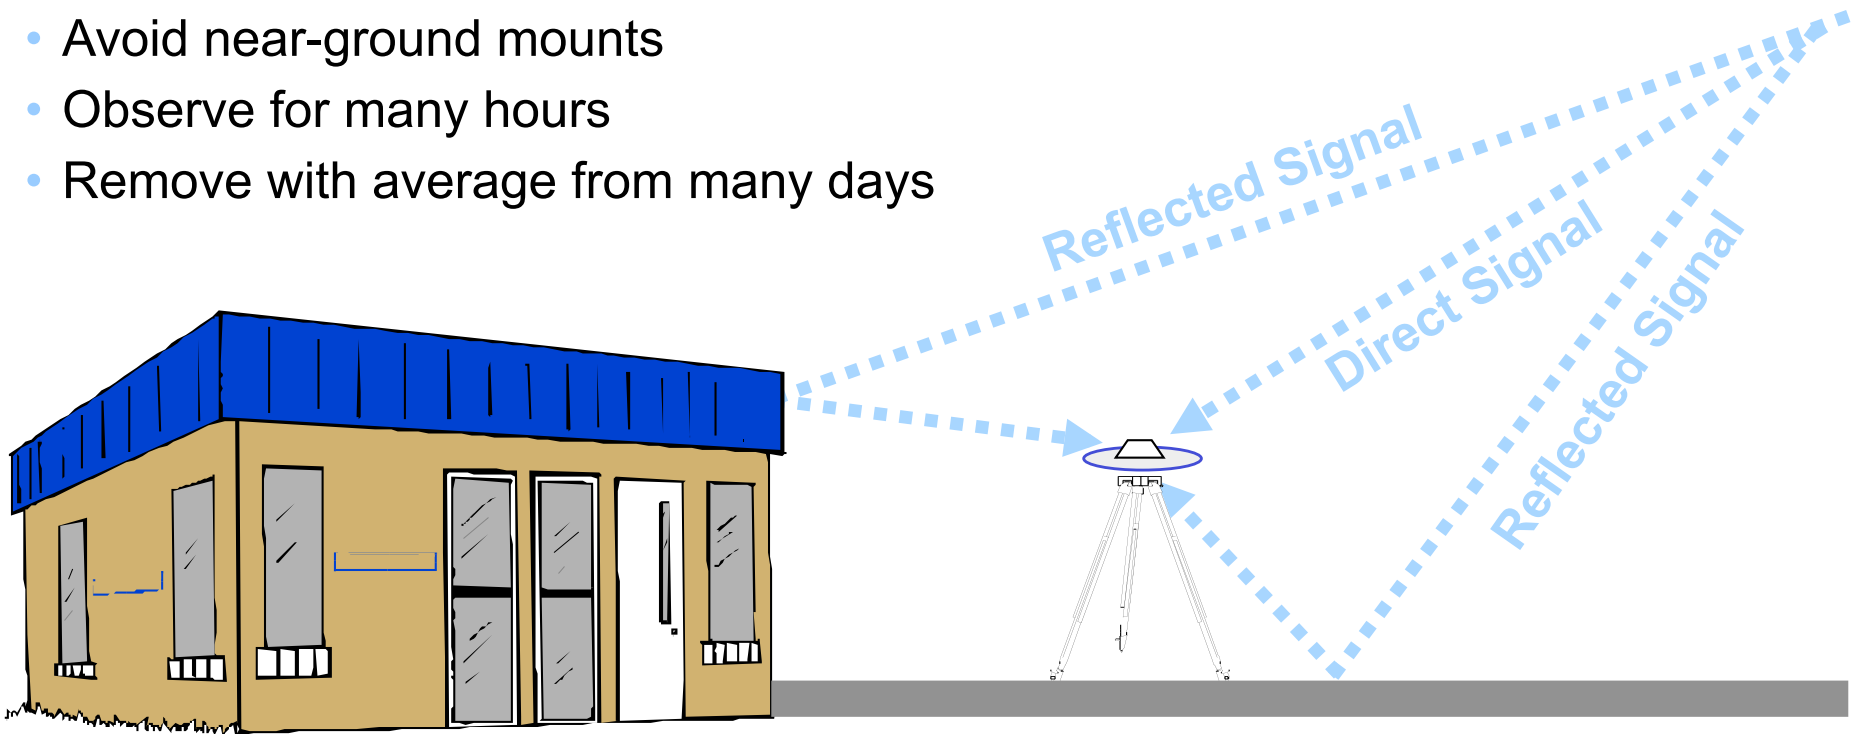 • Avoid near-ground mounts
• Observe for many hours
• Remove with average from many days
Reflected Signal
Direct Signal
Reflected Signal